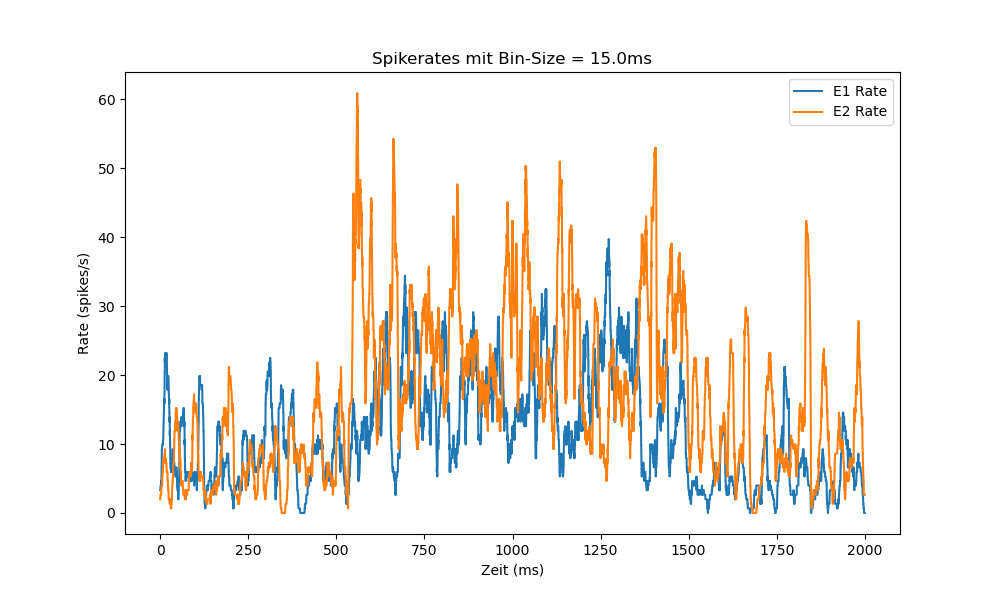 Spikerates mit Bin-Size = 15.0ms
E1 Rate
E2 Rate
60
50
40
30
20
10
0
Rate (spikes/s)
0 250 500 750 1000 1250 1500 1750 2000
Zeit (ms)